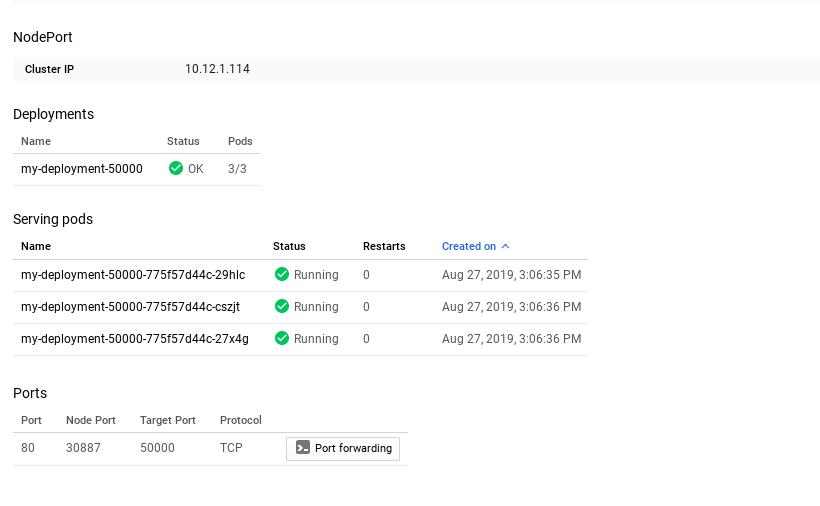 NodePort
Cluster IP 10.12.1.114
Deployments
Name Status Pods
my-deployment-50000 OK 3/3
Serving pods
Name Status Restarts Created on
my-deployment-50000-775f57d44c-29hlc Running 0 Aug 27, 2019, 3:06:35 PM
my-deployment-50000-775f57d44c-cszjt Running 0 Aug 27, 2019, 3:06:36 PM
my-deployment-50000-775f57d44c-27x4g Running 0 Aug 27, 2019, 3:06:36 PM
Ports
Port Node Port Target Port Protocol
80 30887 50000 TCP Port forwarding